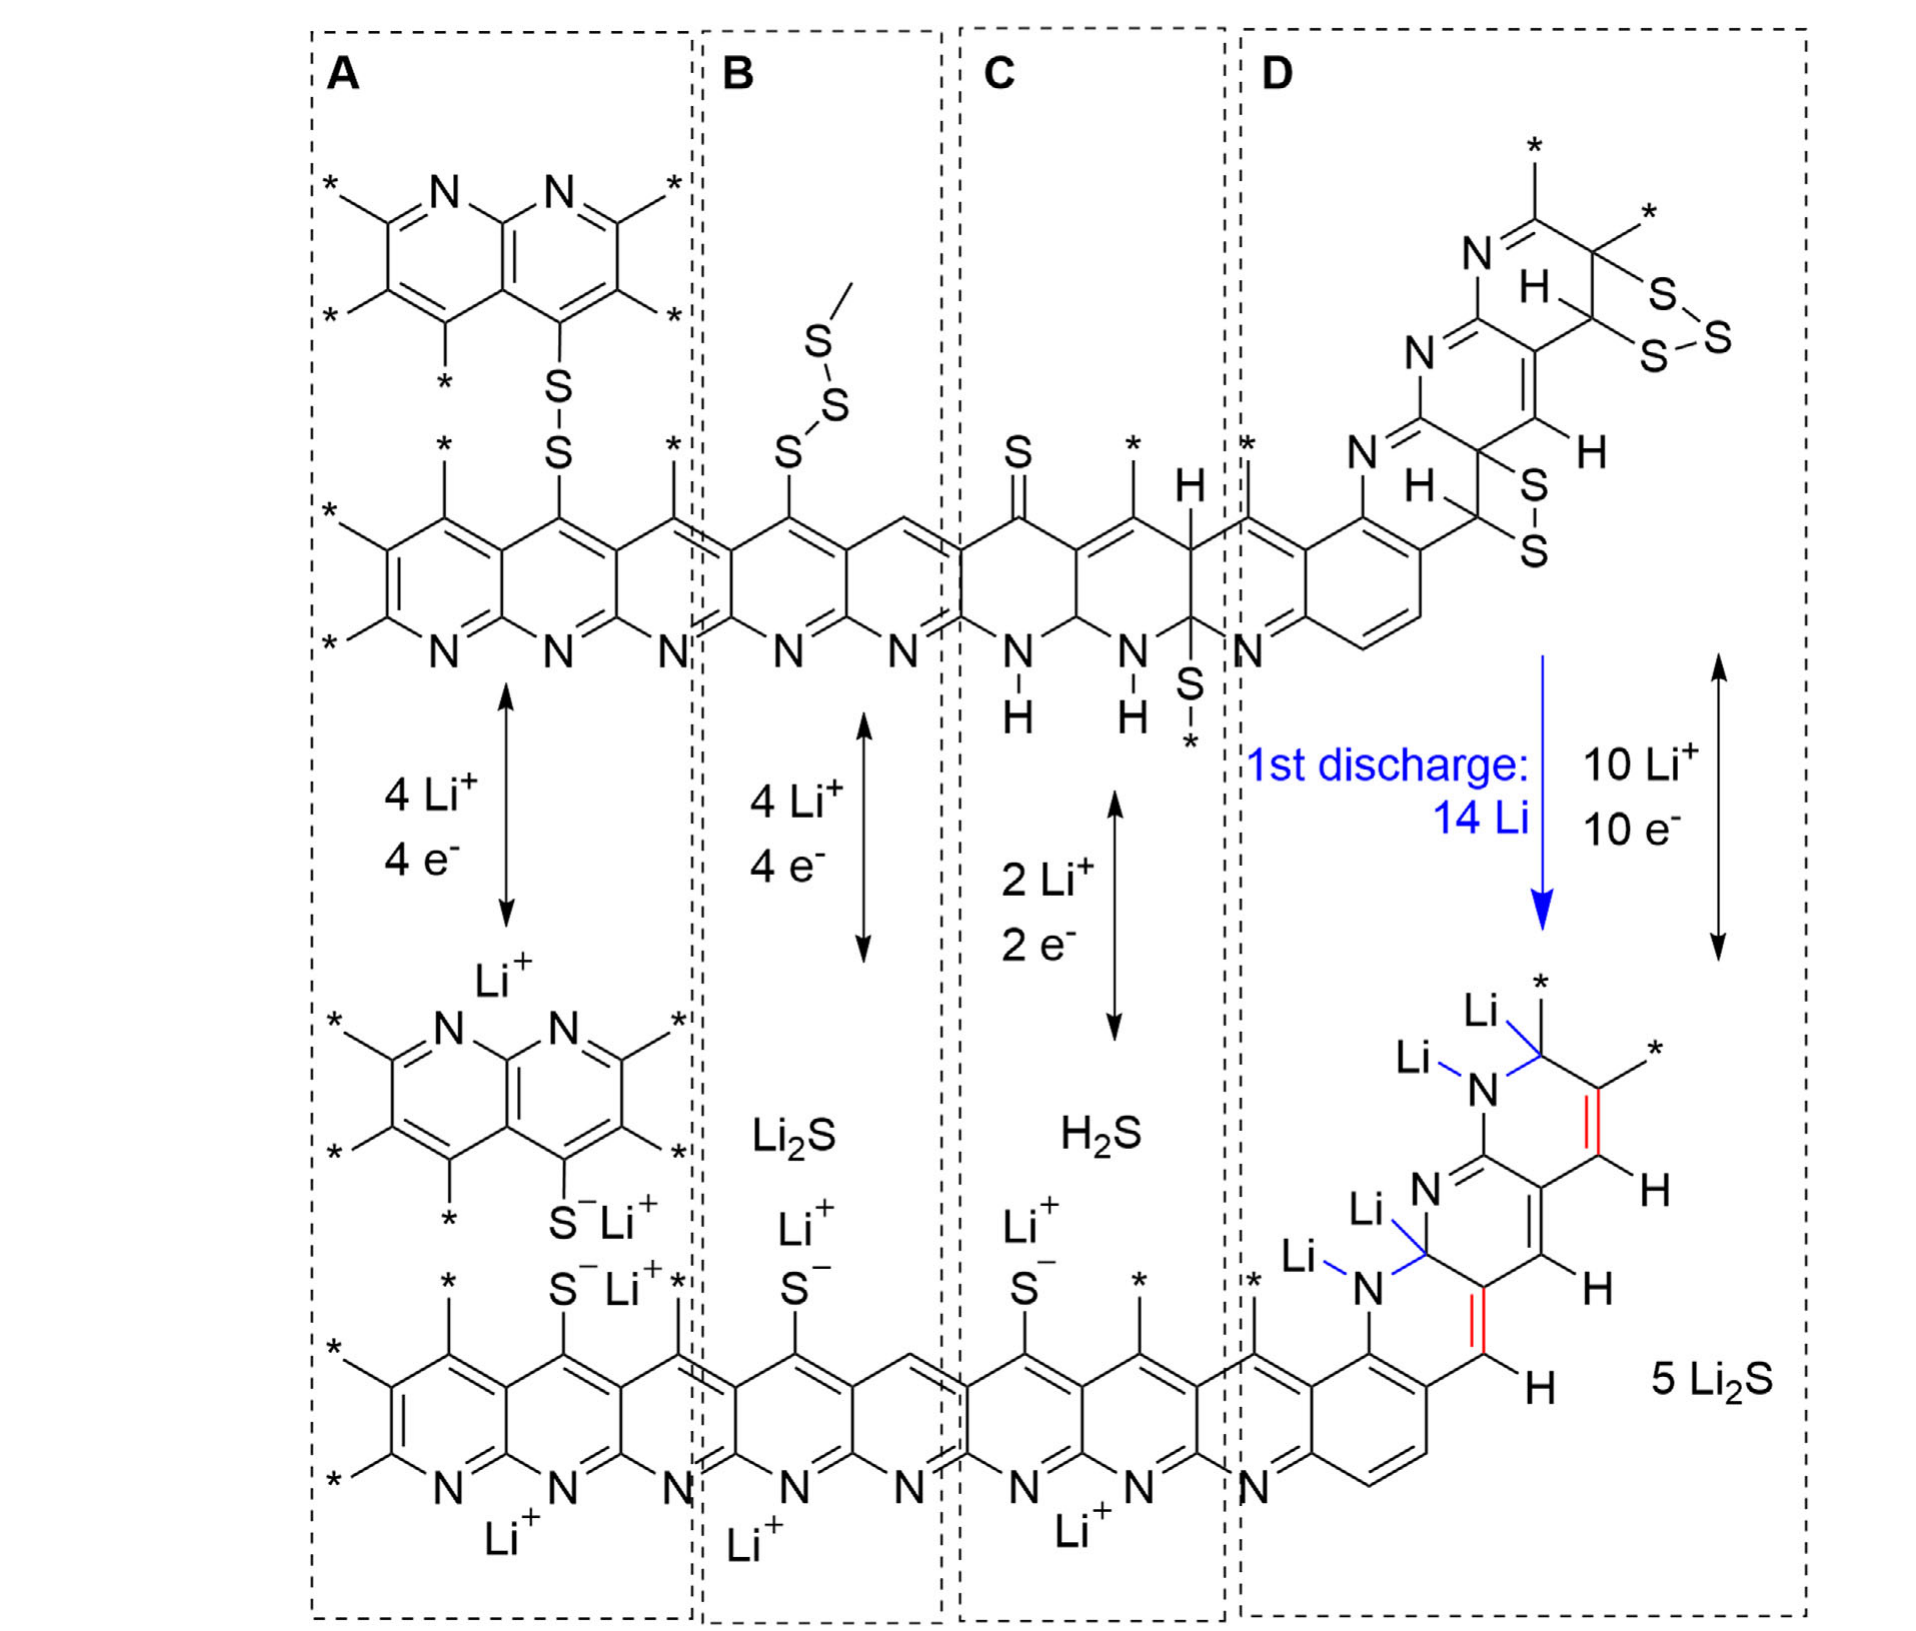 A B C D
*
* N N * N * H S S S
* * * N
S S S
* S * S S * H * N H S H S
* *
* N N N N N N N N
H H S
*
4 Li⁺
4 e⁻
4 Li⁺
4 e⁻
2 Li⁺
2 e⁻
1st discharge:
14 Li
10 Li⁺
10 e⁻
Li⁺
* N N *
* *
*
S⁻ Li⁺
Li₂S
H₂S
Li *
Li N *
N H
Li
Li N H
H
5 Li₂S
* S⁻ Li⁺ *
Li⁺
S⁻
Li⁺
S⁻ * *
*
* N N N N N N N N
Li⁺ Li⁺ Li⁺